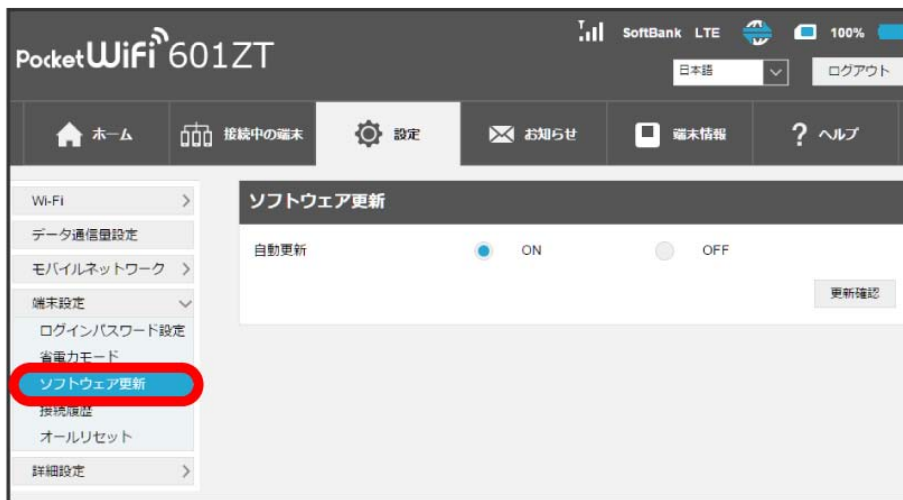 PocketWiFi 601ZT
SoftBank LTE 100%
日本語 ログアウト
ホーム 接続中の端末 設定 お知らせ 端末情報 ? ヘルプ
Wi-Fi
データ通信量設定
モバイルネットワーク
端末設定
ログインパスワード設定
省電力モード
ソフトウェア更新
接続履歴
オールリセット
詳細設定
ソフトウェア更新
自動更新 ON OFF
更新確認